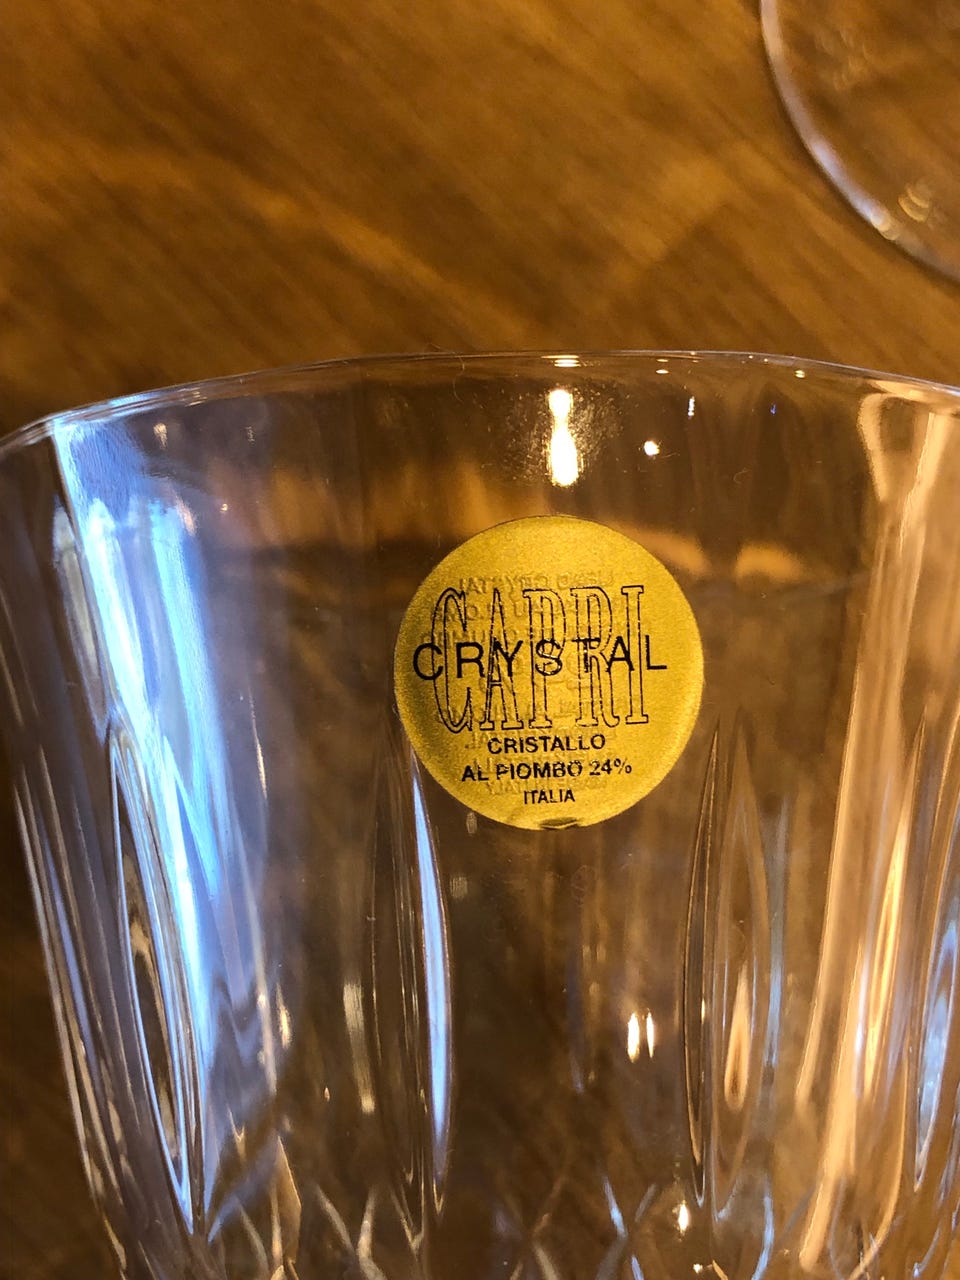 CAPRI
CRYSTAL
CRISTALLO
AL PIOMBO 24%
ITALIA